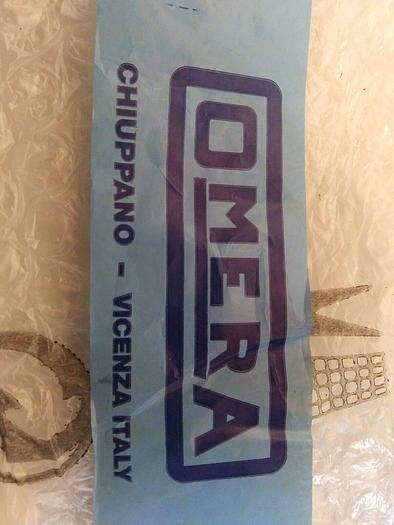 OMERA
CHIUPPANO - VICENZA ITALY